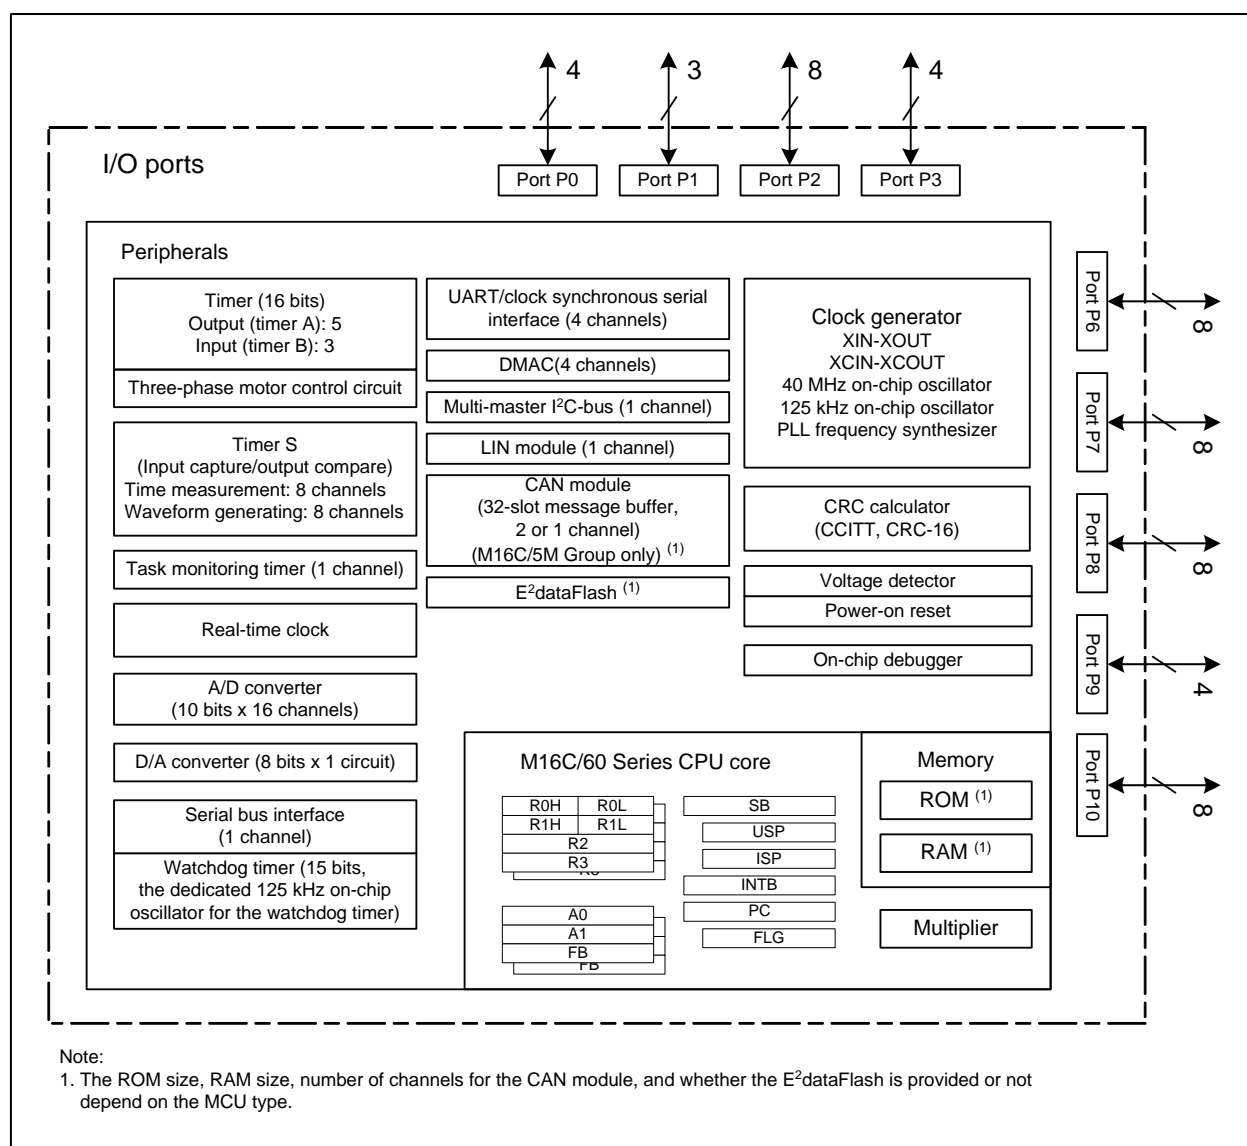 4
3
8
4
I/O ports
Port P0
Port P1
Port P2
Port P3
Peripherals
Timer (16 bits)
Output (timer A): 5
Input (timer B): 3
Three-phase motor control circuit
Timer S
(Input capture/output compare)
Time measurement: 8 channels
Waveform generating: 8 channels
Task monitoring timer (1 channel)
Real-time clock
A/D converter
(10 bits x 16 channels)
D/A converter (8 bits x 1 circuit)
Serial bus interface
(1 channel)
Watchdog timer (15 bits,
the dedicated 125 kHz on-chip
oscillator for the watchdog timer)
UART/clock synchronous serial
interface (4 channels)
DMAC(4 channels)
Multi-master I²C-bus (1 channel)
LIN module (1 channel)
CAN module
(32-slot message buffer,
2 or 1 channel)
(M16C/5M Group only) (1)
E²dataFlash (1)
Clock generator
XIN-XOUT
XCIN-XCOUT
40 MHz on-chip oscillator
125 kHz on-chip oscillator
PLL frequency synthesizer
CRC calculator
(CCITT, CRC-16)
Voltage detector
Power-on reset
On-chip debugger
M16C/60 Series CPU core
R0H R0L
R1H R1L
R2
R3
A0
A1
FB
FB
SB
USP
ISP
INTB
PC
FLG
Memory
ROM (1)
RAM (1)
Multiplier
Port P6
8
Port P7
8
Port P8
8
Port P9
4
Port P10
8
Note:
1. The ROM size, RAM size, number of channels for the CAN module, and whether the E²dataFlash is provided or not
depend on the MCU type.